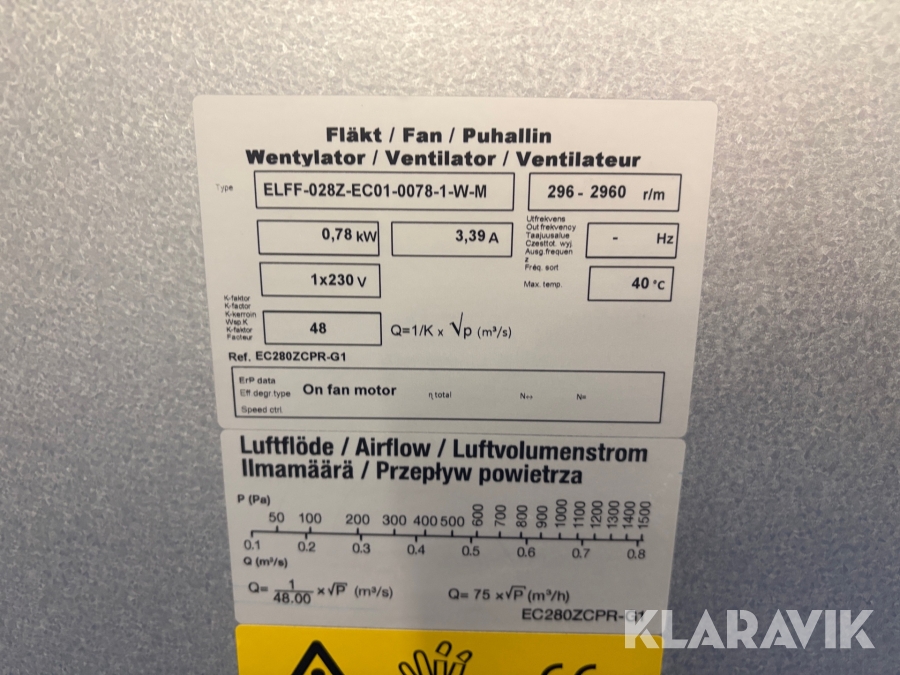 Fläkt / Fan / Puhallin
Wentylator / Ventilator / Ventilateur
Type ELFF-028Z-EC01-0078-1-W-M 296 - 2960 r/m
0,78 kW 3,39 A
Utfrekvens
Out frekvency
Taajuusalue
Czesttot. wyj
Ausg.frequen
z
Fréq. sort
- Hz
1x230 V
Max. temp. 40 °C
K-faktor
K-factor
K-kerroin
Wsp.K
K-faktor
Facteur
48 Q=1/K x √p (m³/s)
Ref. EC280ZCPR-G1
ErP data
Eff.degr.type On fan motor η total N++ N=
Speed ctrl
Luftflöde / Airflow / Luftvolumenstrom
Ilmamäärä / Przepływ powietrza
P (Pa)
50 100 200 300 400 500 600 700 800 900 1000 1100 1200 1300 1400 1500
0.1 0.2 0.3 0.4 0.5 0.6 0.7 0.8
Q (m³/s)
Q= 1/48.00 x√P (m³/s) Q= 75 x√P (m³/h)
EC280ZCPR-G1
KLARAVIK
CE